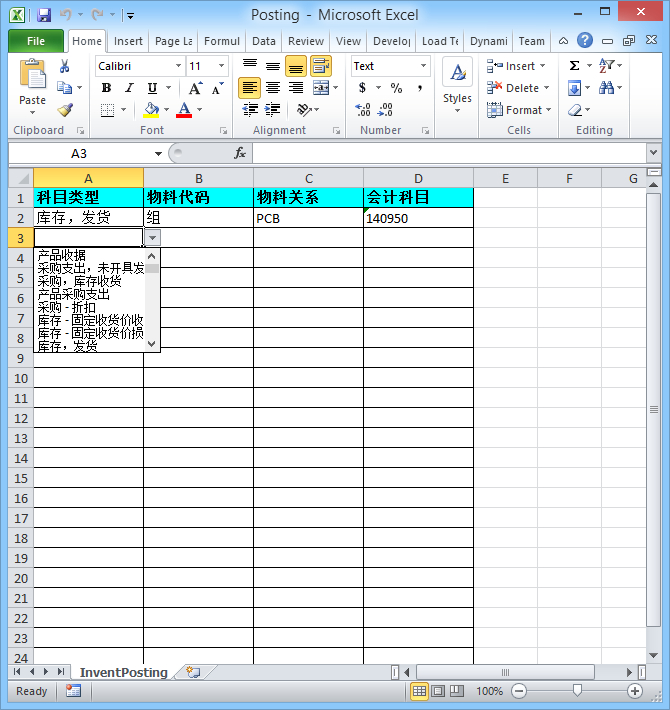 Posting - Microsoft Excel
File Home Insert Page La Formul Data Review View Develop Load Te Dynami Team
Paste
Clipboard
Calibri 11
B I U A A
A
Font
Alignment
Text
$ % ,
Number
Styles
Insert
Delete
Format
Cells
Σ
Editing
A3 fx
A B C D E F G
1 科目类型 物料代码 物料关系 会计科目
2 库存，发货 组 PCB 140950
3
4 产品收据
采购支出，未开具发
5 采购，库存收货
6 产品采购支出
采购 - 折扣
7 库存 - 固定收货价收
8 库存 - 固定收货价损
库存，发货
9
10
11
12
13
14
15
16
17
18
19
20
21
22
23
24
InventPosting
Ready 100%